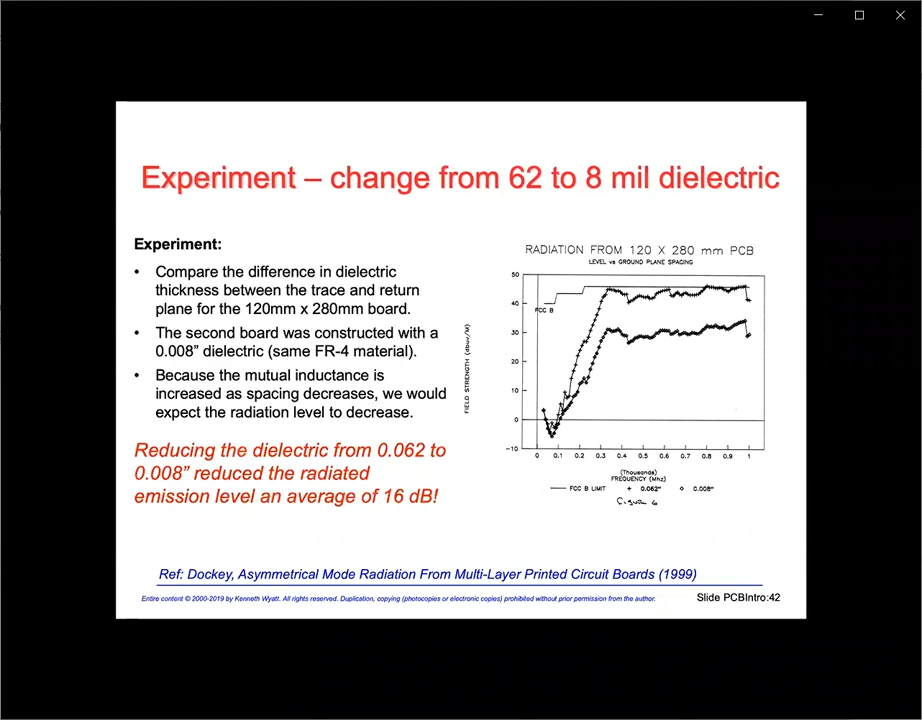 Experiment – change from 62 to 8 mil dielectric
Experiment:
• Compare the difference in dielectric
thickness between the trace and return
plane for the 120mm x 280mm board.
• The second board was constructed with a
0.008” dielectric (same FR-4 material).
• Because the mutual inductance is
increased as spacing decreases, we would
expect the radiation level to decrease.
Reducing the dielectric from 0.062 to
0.008” reduced the radiated
emission level an average of 16 dB!
RADIATION FROM 120 X 280 mm PCB
LEVEL vs GROUND PLANE SPACING
FIELD STRENGTH (dbuv/M)
50
40
30
20
10
0
-10
FCC B
0 0.1 0.2 0.3 0.4 0.5 0.6 0.7 0.8 0.9 1
(Thousands)
FREQUENCY (Mhz)
FCC B LIMIT + 0.062" ◇ 0.008"
Figure 6
Ref: Dockey, Asymmetrical Mode Radiation From Multi-Layer Printed Circuit Boards (1999)
Entire content © 2000-2019 by Kenneth Wyatt. All rights reserved. Duplication, copying (photocopies or electronic copies) prohibited without prior permission from the author.
Slide PCBIntro:42